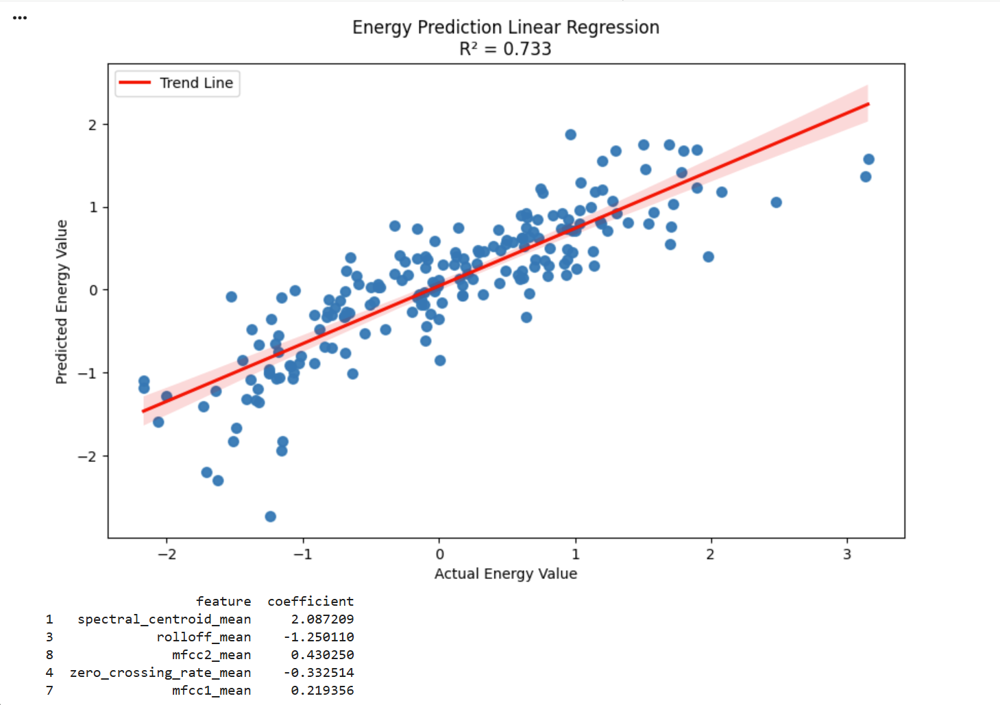 ...
Energy Prediction Linear Regression
R² = 0.733
Trend Line
Predicted Energy Value
2
1
0
−1
−2
−2 −1 0 1 2 3
Actual Energy Value
feature coefficient
1 spectral_centroid_mean 2.087209
3 rolloff_mean -1.250110
8 mfcc2_mean 0.430250
4 zero_crossing_rate_mean -0.332514
7 mfcc1_mean 0.219356